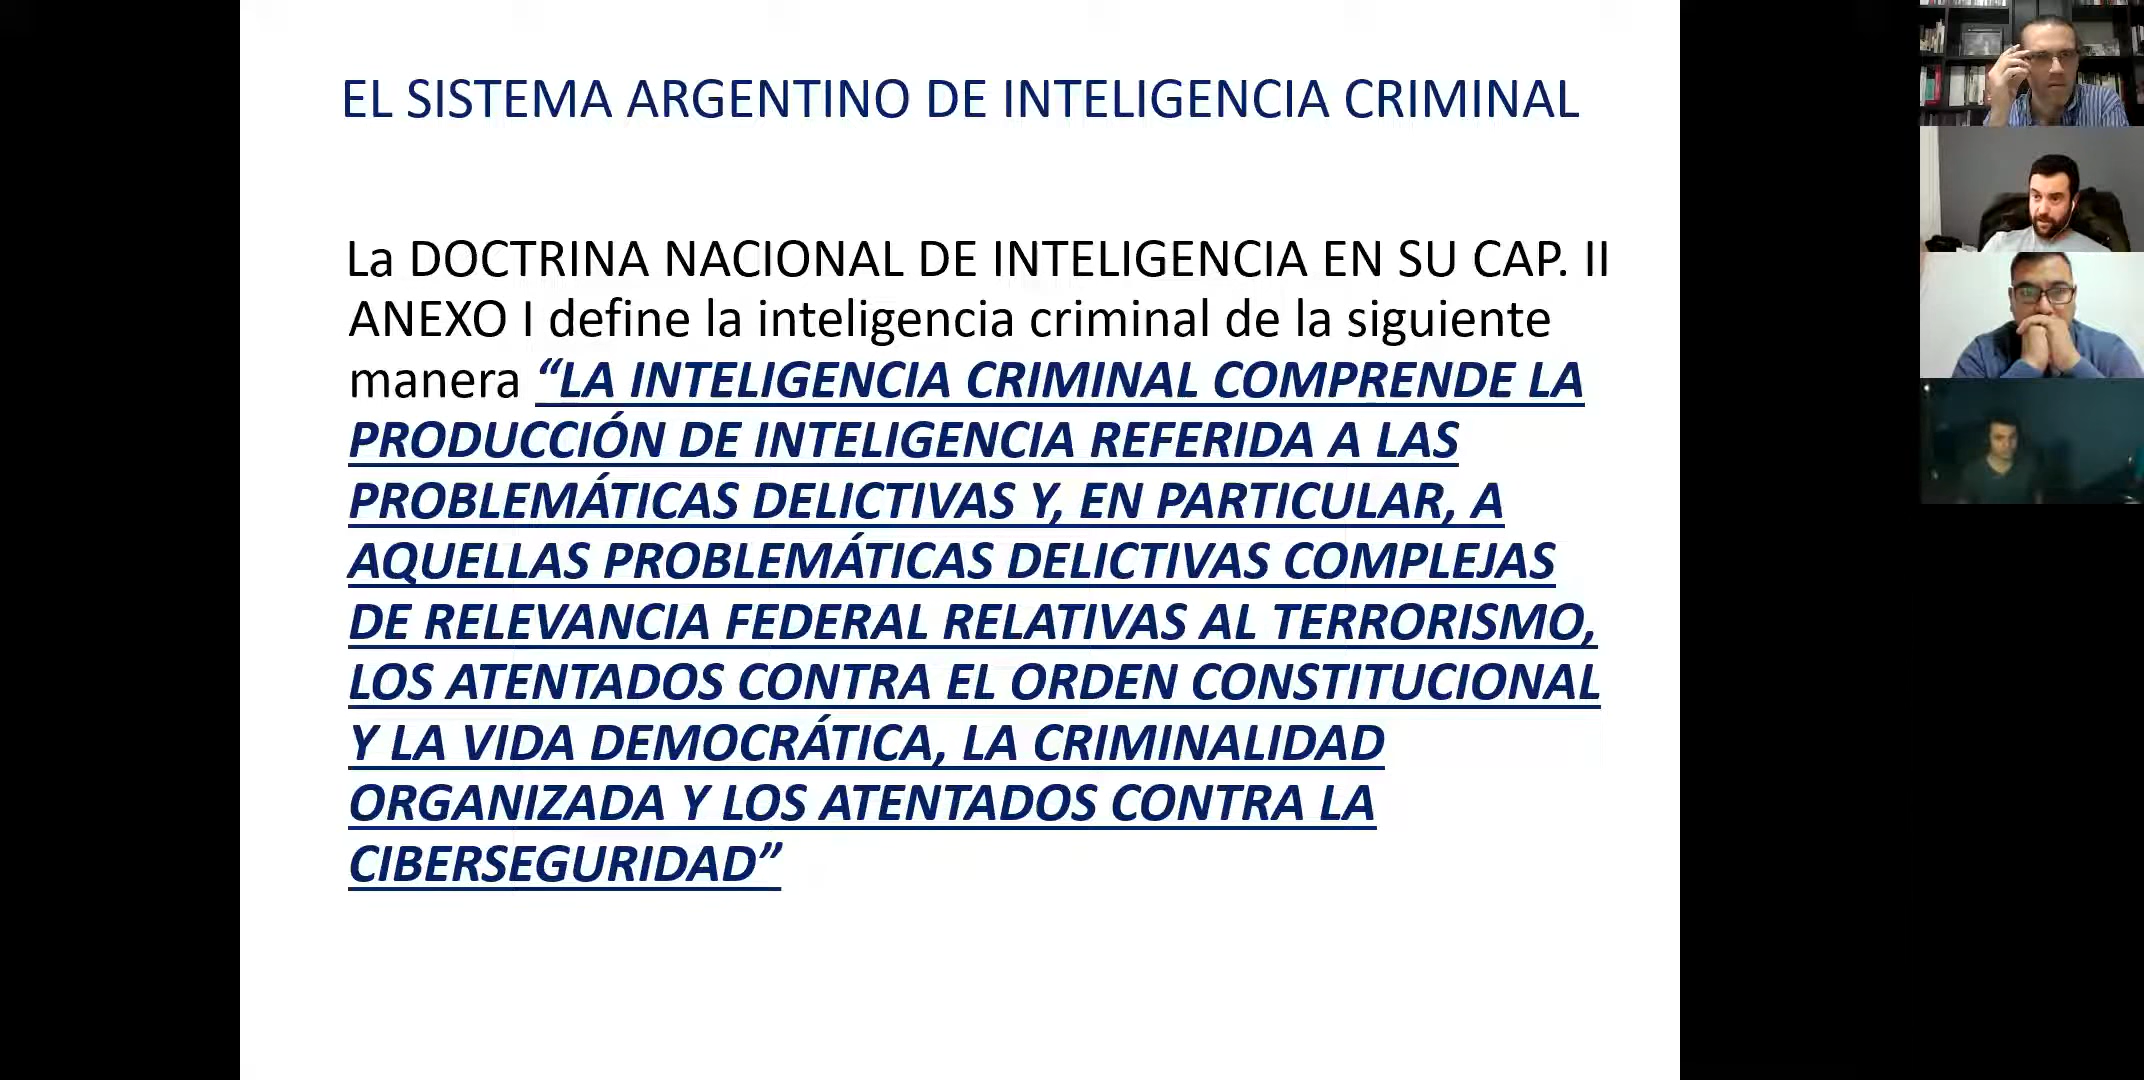 EL SISTEMA ARGENTINO DE INTELIGENCIA CRIMINAL
La DOCTRINA NACIONAL DE INTELIGENCIA EN SU CAP. II
ANEXO I define la inteligencia criminal de la siguiente
manera “LA INTELIGENCIA CRIMINAL COMPRENDE LA
PRODUCCIÓN DE INTELIGENCIA REFERIDA A LAS
PROBLEMÁTICAS DELICTIVAS Y, EN PARTICULAR, A
AQUELLAS PROBLEMÁTICAS DELICTIVAS COMPLEJAS
DE RELEVANCIA FEDERAL RELATIVAS AL TERRORISMO,
LOS ATENTADOS CONTRA EL ORDEN CONSTITUCIONAL
Y LA VIDA DEMOCRÁTICA, LA CRIMINALIDAD
ORGANIZADA Y LOS ATENTADOS CONTRA LA
CIBERSEGURIDAD”